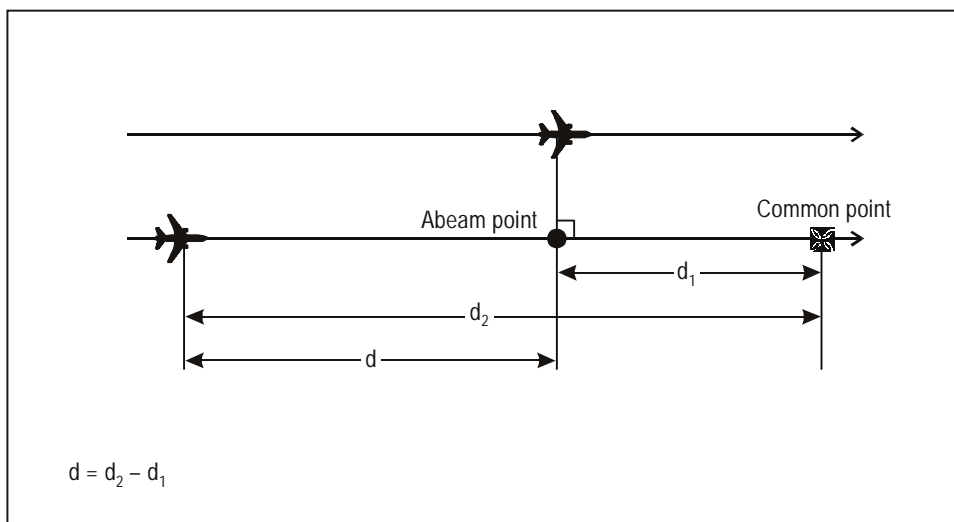 Abeam point
Common point
d₁
d₂
d
d = d₂ – d₁